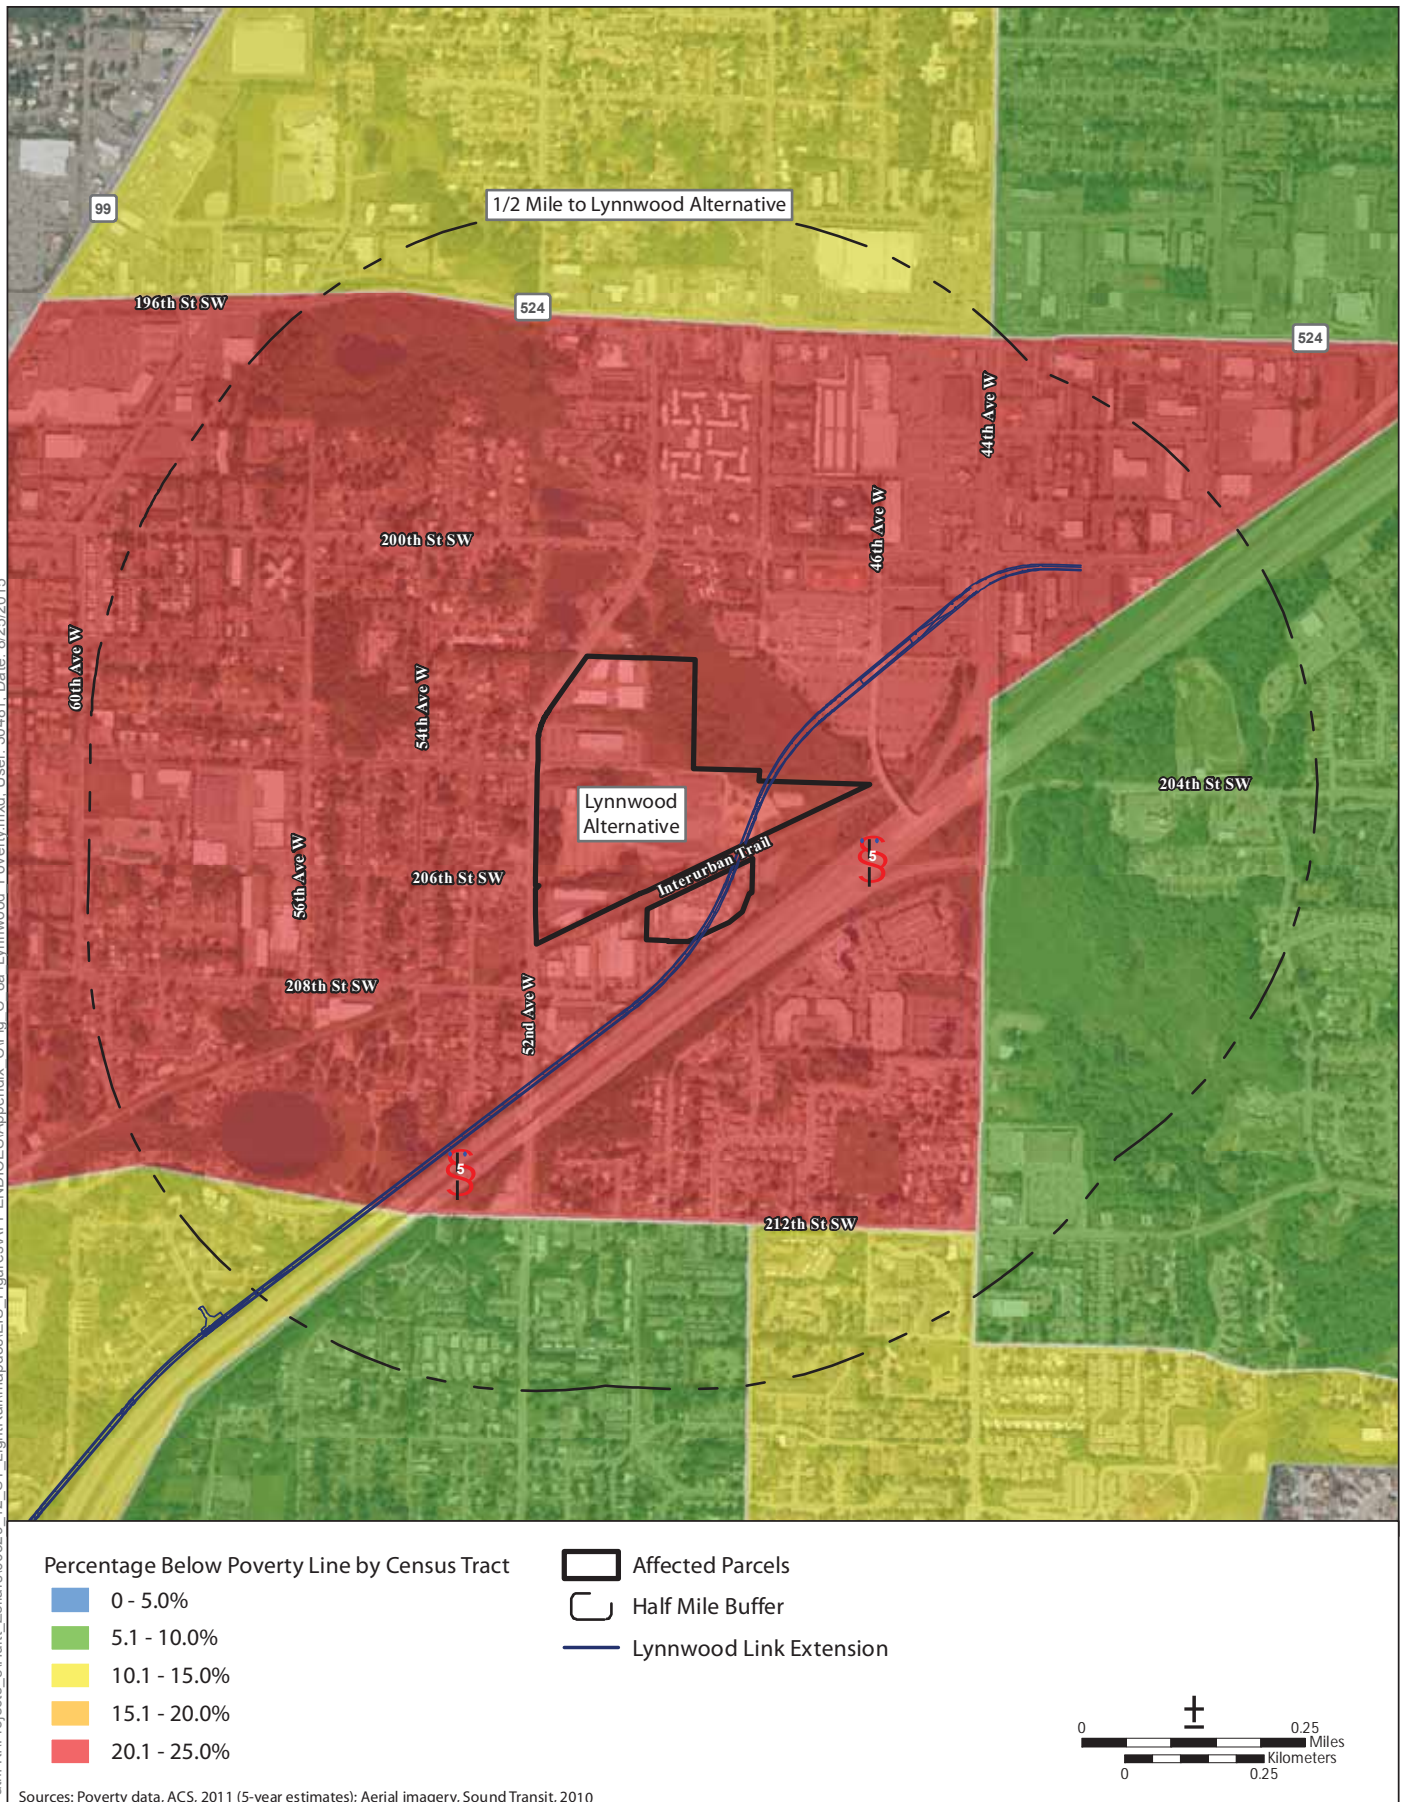 1/2 Mile to Lynnwood Alternative
99
196th St SW
524
524
44th Ave W
46th Ave W
200th St SW
60th Ave W
54th Ave W
204th St SW
Lynnwood
Alternative
Interurban Trail
5
56th Ave W
206th St SW
208th St SW
52nd Ave W
5
212th St SW
Percentage Below Poverty Line by Census Tract
0 - 5.0%
5.1 - 10.0%
10.1 - 15.0%
15.1 - 20.0%
20.1 - 25.0%
Affected Parcels
Half Mile Buffer
Lynnwood Link Extension
0 0.25
Miles
Kilometers
0 0.25
Sources: Poverty data, ACS, 2011 (5-year estimates); Aerial imagery, Sound Transit, 2010